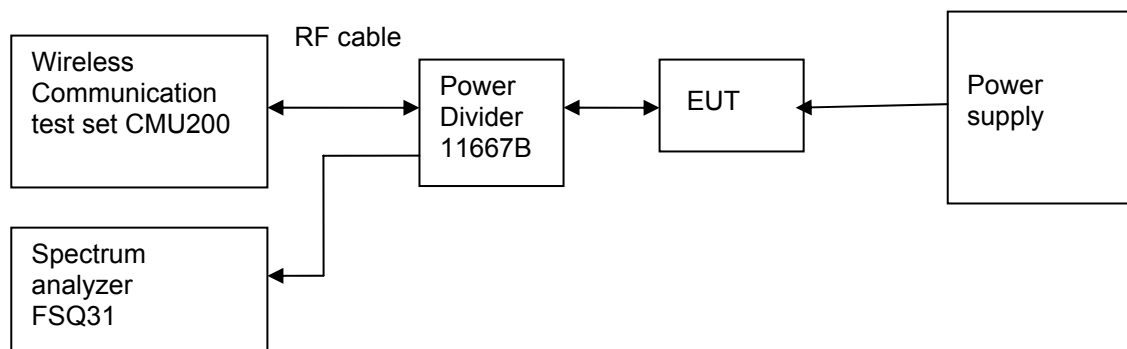 RF cable
Wireless
Communication
test set CMU200
Power
Divider
11667B
EUT
Power
supply
Spectrum
analyzer
FSQ31